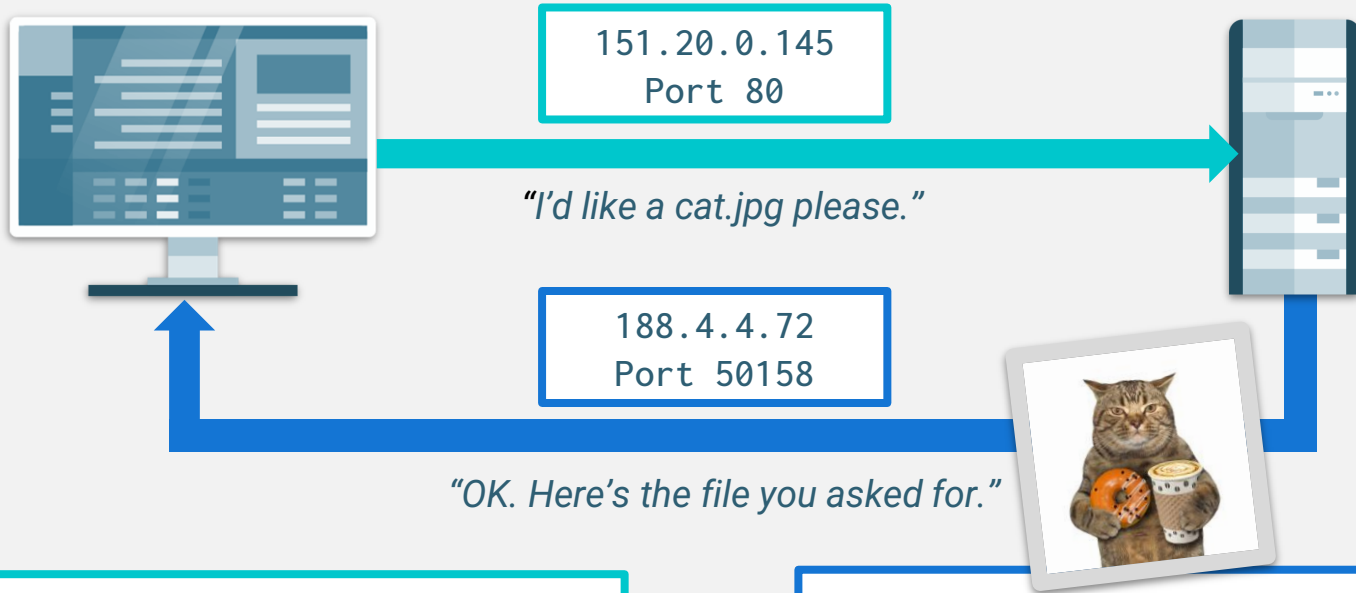 151.20.0.145
Port 80
“I’d like a cat.jpg please.”
188.4.4.72
Port 50158
“OK. Here’s the file you asked for.”